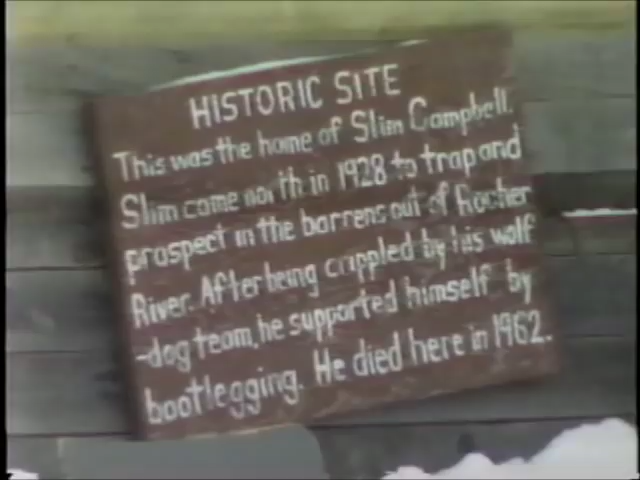 HISTORIC SITE
This was the home of Slim Campbell.
Slim came north in 1928 to trap and
prospect in the barrens out of Rocher
River. After being crippled by his wolf
-dog team, he supported himself by
bootlegging. He died here in 1962.